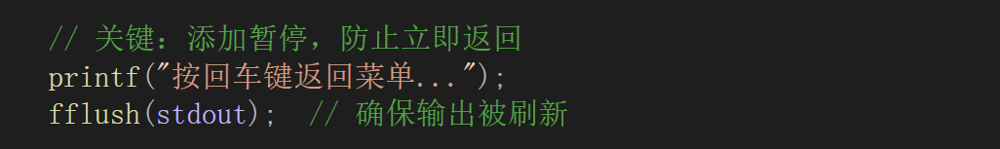 // 关键：添加暂停，防止立即返回
printf("按回车键返回菜单...");
fflush(stdout);  // 确保输出被刷新